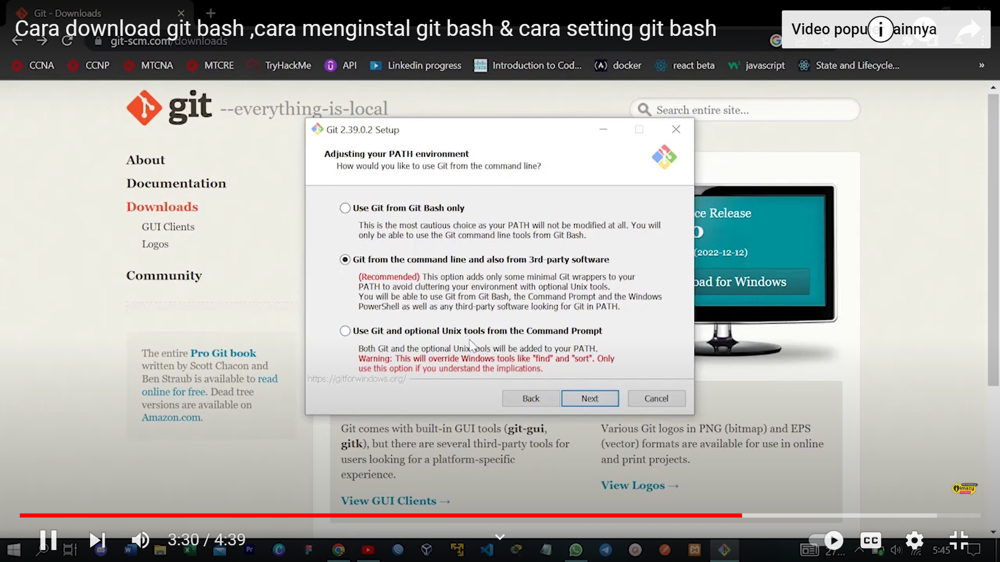 Git - Downloads
Cara download git bash ,cara menginstal git bash & cara setting git bash
Video
git-scm.com/downloads
CCNA
CCNP
MTCNA
MTCRE
TryHackMe
API
Linkedin progress
Introduction to Cod...
docker
react beta
javascript
State and Lifecycle...
»
git --everything-is-local
Search entire site...
About
Documentation
Downloads
GUI Clients
Logos
Community
The entire Pro Git book
written by Scott Chacon and
Ben Straub is available to read
online for free. Dead tree
versions are available on
Amazon.com.
Git 2.39.0.2 Setup
Adjusting your PATH environment
How would you like to use Git from the command line?
Use Git from Git Bash only
This is the most cautious choice as your PATH will not be modified at all. You will
only be able to use the Git command line tools from Git Bash.
Git from the command line and also from 3rd-party software
(Recommended) This option adds only some minimal Git wrappers to your
PATH to avoid cluttering your environment with optional Unix tools.
You will be able to use Git from Git Bash, the Command Prompt and the Windows
PowerShell as well as any third-party software looking for Git in PATH.
Use Git and optional Unix tools from the Command Prompt
Both Git and the optional Unix tools will be added to your PATH.
Warning: This will override Windows tools like "find" and "sort". Only
use this option if you understand the implications.
https://gitforwindows.org/
Back
Next
Cancel
ce Release
(2022-12-12)
oad for Windows
Git comes with built-in GUI tools (git-gui,
gitk), but there are several third-party tools for
users looking for a platform-specific
experience.
View GUI Clients →
Various Git logos in PNG (bitmap) and EPS
(vector) formats are available for use in online
and print projects.
View Logos →
imazy
3:30 / 4:39
CC
27...
5:45